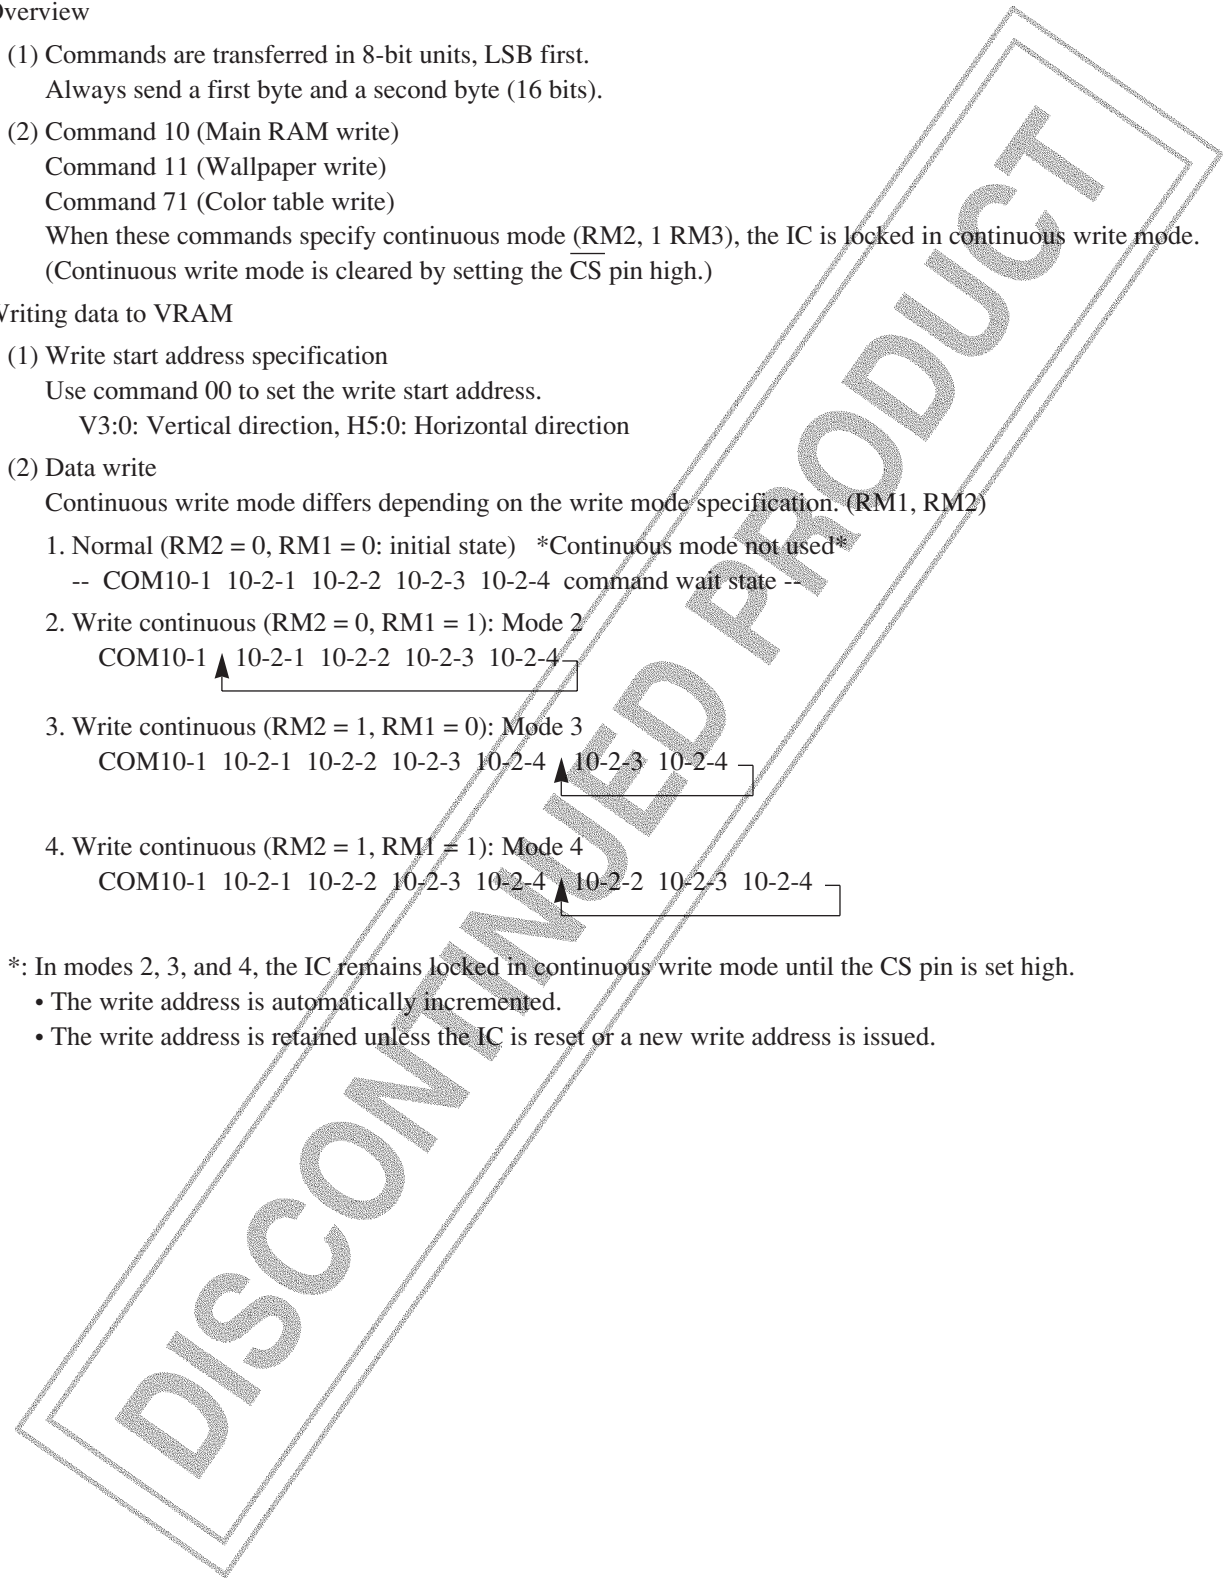 verview
(1) Commands are transferred in 8-bit units, LSB first.
Always send a first byte and a second byte (16 bits).
(2) Command 10 (Main RAM write)
Command 11 (Wallpaper write)
Command 71 (Color table write)
When these commands specify continuous mode (RM2, 1 RM3), the IC is locked in continuous write mode.
(Continuous write mode is cleared by setting the C̅S̅ pin high.)
Writing data to VRAM
(1) Write start address specification
Use command 00 to set the write start address.
V3:0: Vertical direction, H5:0: Horizontal direction
(2) Data write
Continuous write mode differs depending on the write mode specification. (RM1, RM2)
1. Normal (RM2 = 0, RM1 = 0: initial state) *Continuous mode not used*
-- COM10-1 10-2-1 10-2-2 10-2-3 10-2-4 command wait state --
2. Write continuous (RM2 = 0, RM1 = 1): Mode 2
COM10-1 10-2-1 10-2-2 10-2-3 10-2-4
3. Write continuous (RM2 = 1, RM1 = 0): Mode 3
COM10-1 10-2-1 10-2-2 10-2-3 10-2-4 10-2-3 10-2-4
4. Write continuous (RM2 = 1, RM1 = 1): Mode 4
COM10-1 10-2-1 10-2-2 10-2-3 10-2-4 10-2-2 10-2-3 10-2-4
*: In modes 2, 3, and 4, the IC remains locked in continuous write mode until the CS pin is set high.
• The write address is automatically incremented.
• The write address is retained unless the IC is reset or a new write address is issued.
DISCONTINUED PRODUCT